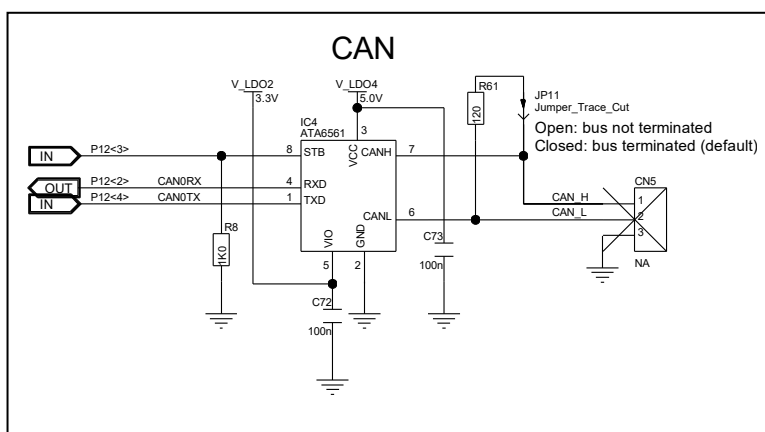 CAN
V_LDO2
3.3V
V_LDO4
5.0V
R61
120
JP11
Jumper_Trace_Cut
Open: bus not terminated
Closed: bus terminated (default)
IC4
ATA6561
3
VCC
IN
P12<3>
8
STB
CANH
7
OUT
P12<2>
CAN0RX
4
RXD
IN
P12<4>
CAN0TX
1
TXD
CANL
6
VIO
GND
5
2
R8
1K0
C72
100n
C73
100n
CN5
CAN_H
1
CAN_L
2
3
NA